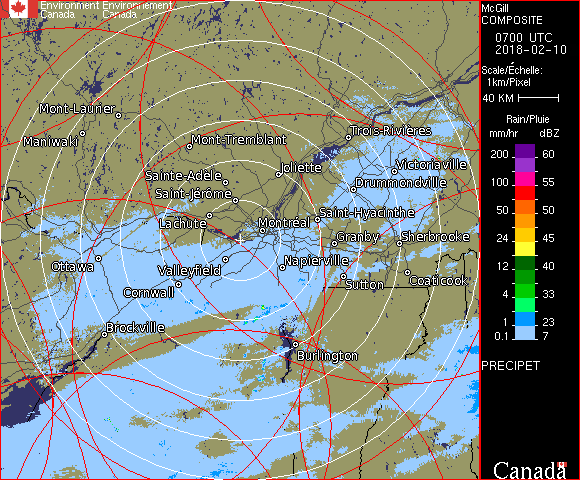 Environment Environnement
Canada Canada
McGill
COMPOSITE
0700 UTC
2018-02-10
Scale/Échelle:
1km/Pixel
40 KM
Rain/Pluie
mm/hr dBZ
200 60
100 55
75 53
50 50
24 45
12 40
4 33
1 23
0.1 7
PRECIPET
Canada
Mont-Laurier
Maniwaki
Mont-Tremblant
Trois-Rivières
Sainte-Adèle
Joliette
Victoriaville
Saint-Jérôme
Drummondville
Lachute
Montréal
Saint-Hyacinthe
Granby
Sherbrooke
Ottawa
Valleyfield
Napierville
Cornwall
Sutton
Coaticook
Brockville
Burlington